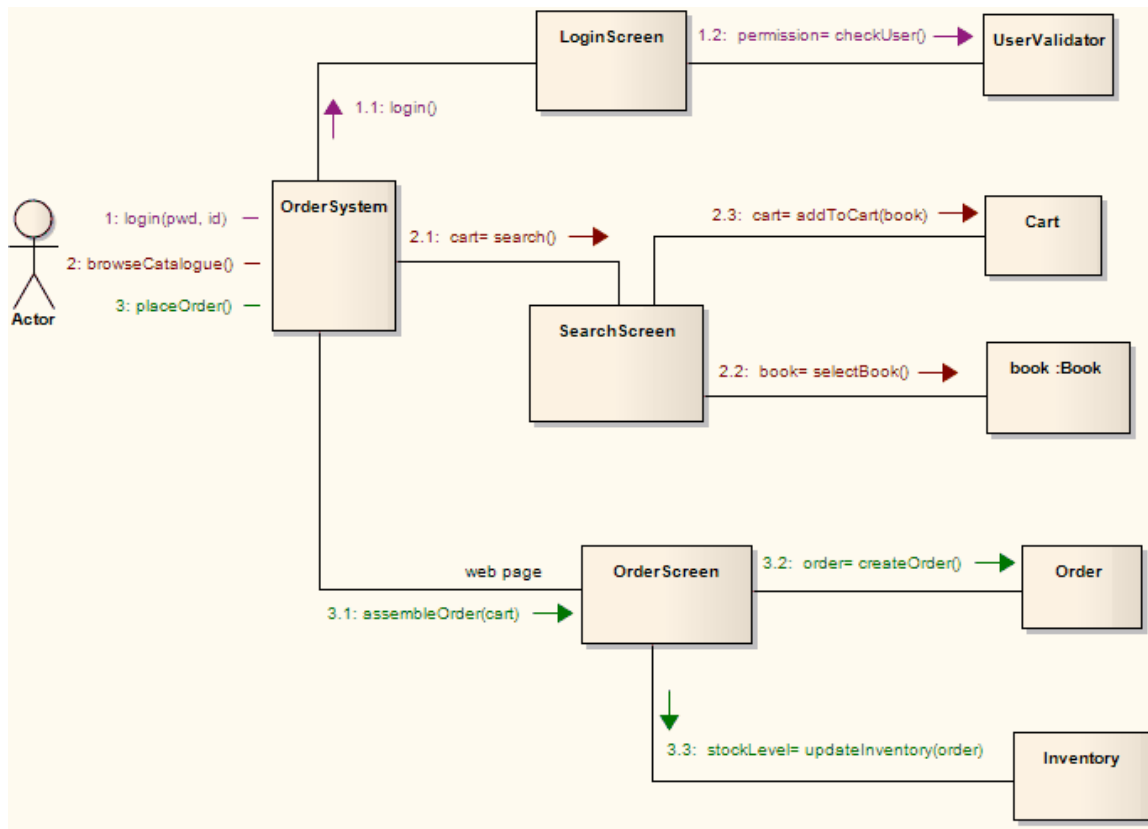 LoginScreen
1.2: permission= checkUser()
UserValidator
1.1: login()
OrderSystem
1: login(pwd, id)
2: browseCatalogue()
3: placeOrder()
Actor
2.1: cart= search()
2.3: cart= addToCart(book)
Cart
SearchScreen
2.2: book= selectBook()
book :Book
web page
3.1: assembleOrder(cart)
OrderScreen
3.2: order= createOrder()
Order
3.3: stockLevel= updateInventory(order)
Inventory